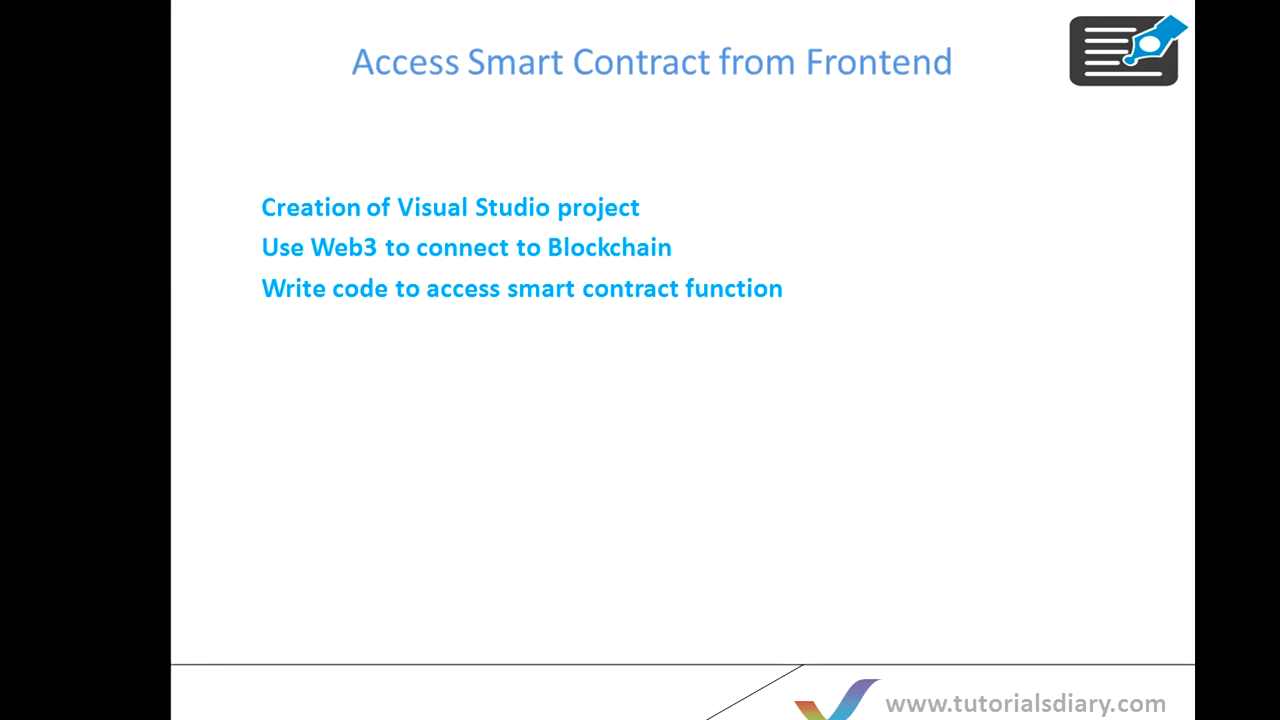 Access Smart Contract from Frontend
Creation of Visual Studio project
Use Web3 to connect to Blockchain
Write code to access smart contract function
www.tutorialsdiary.com